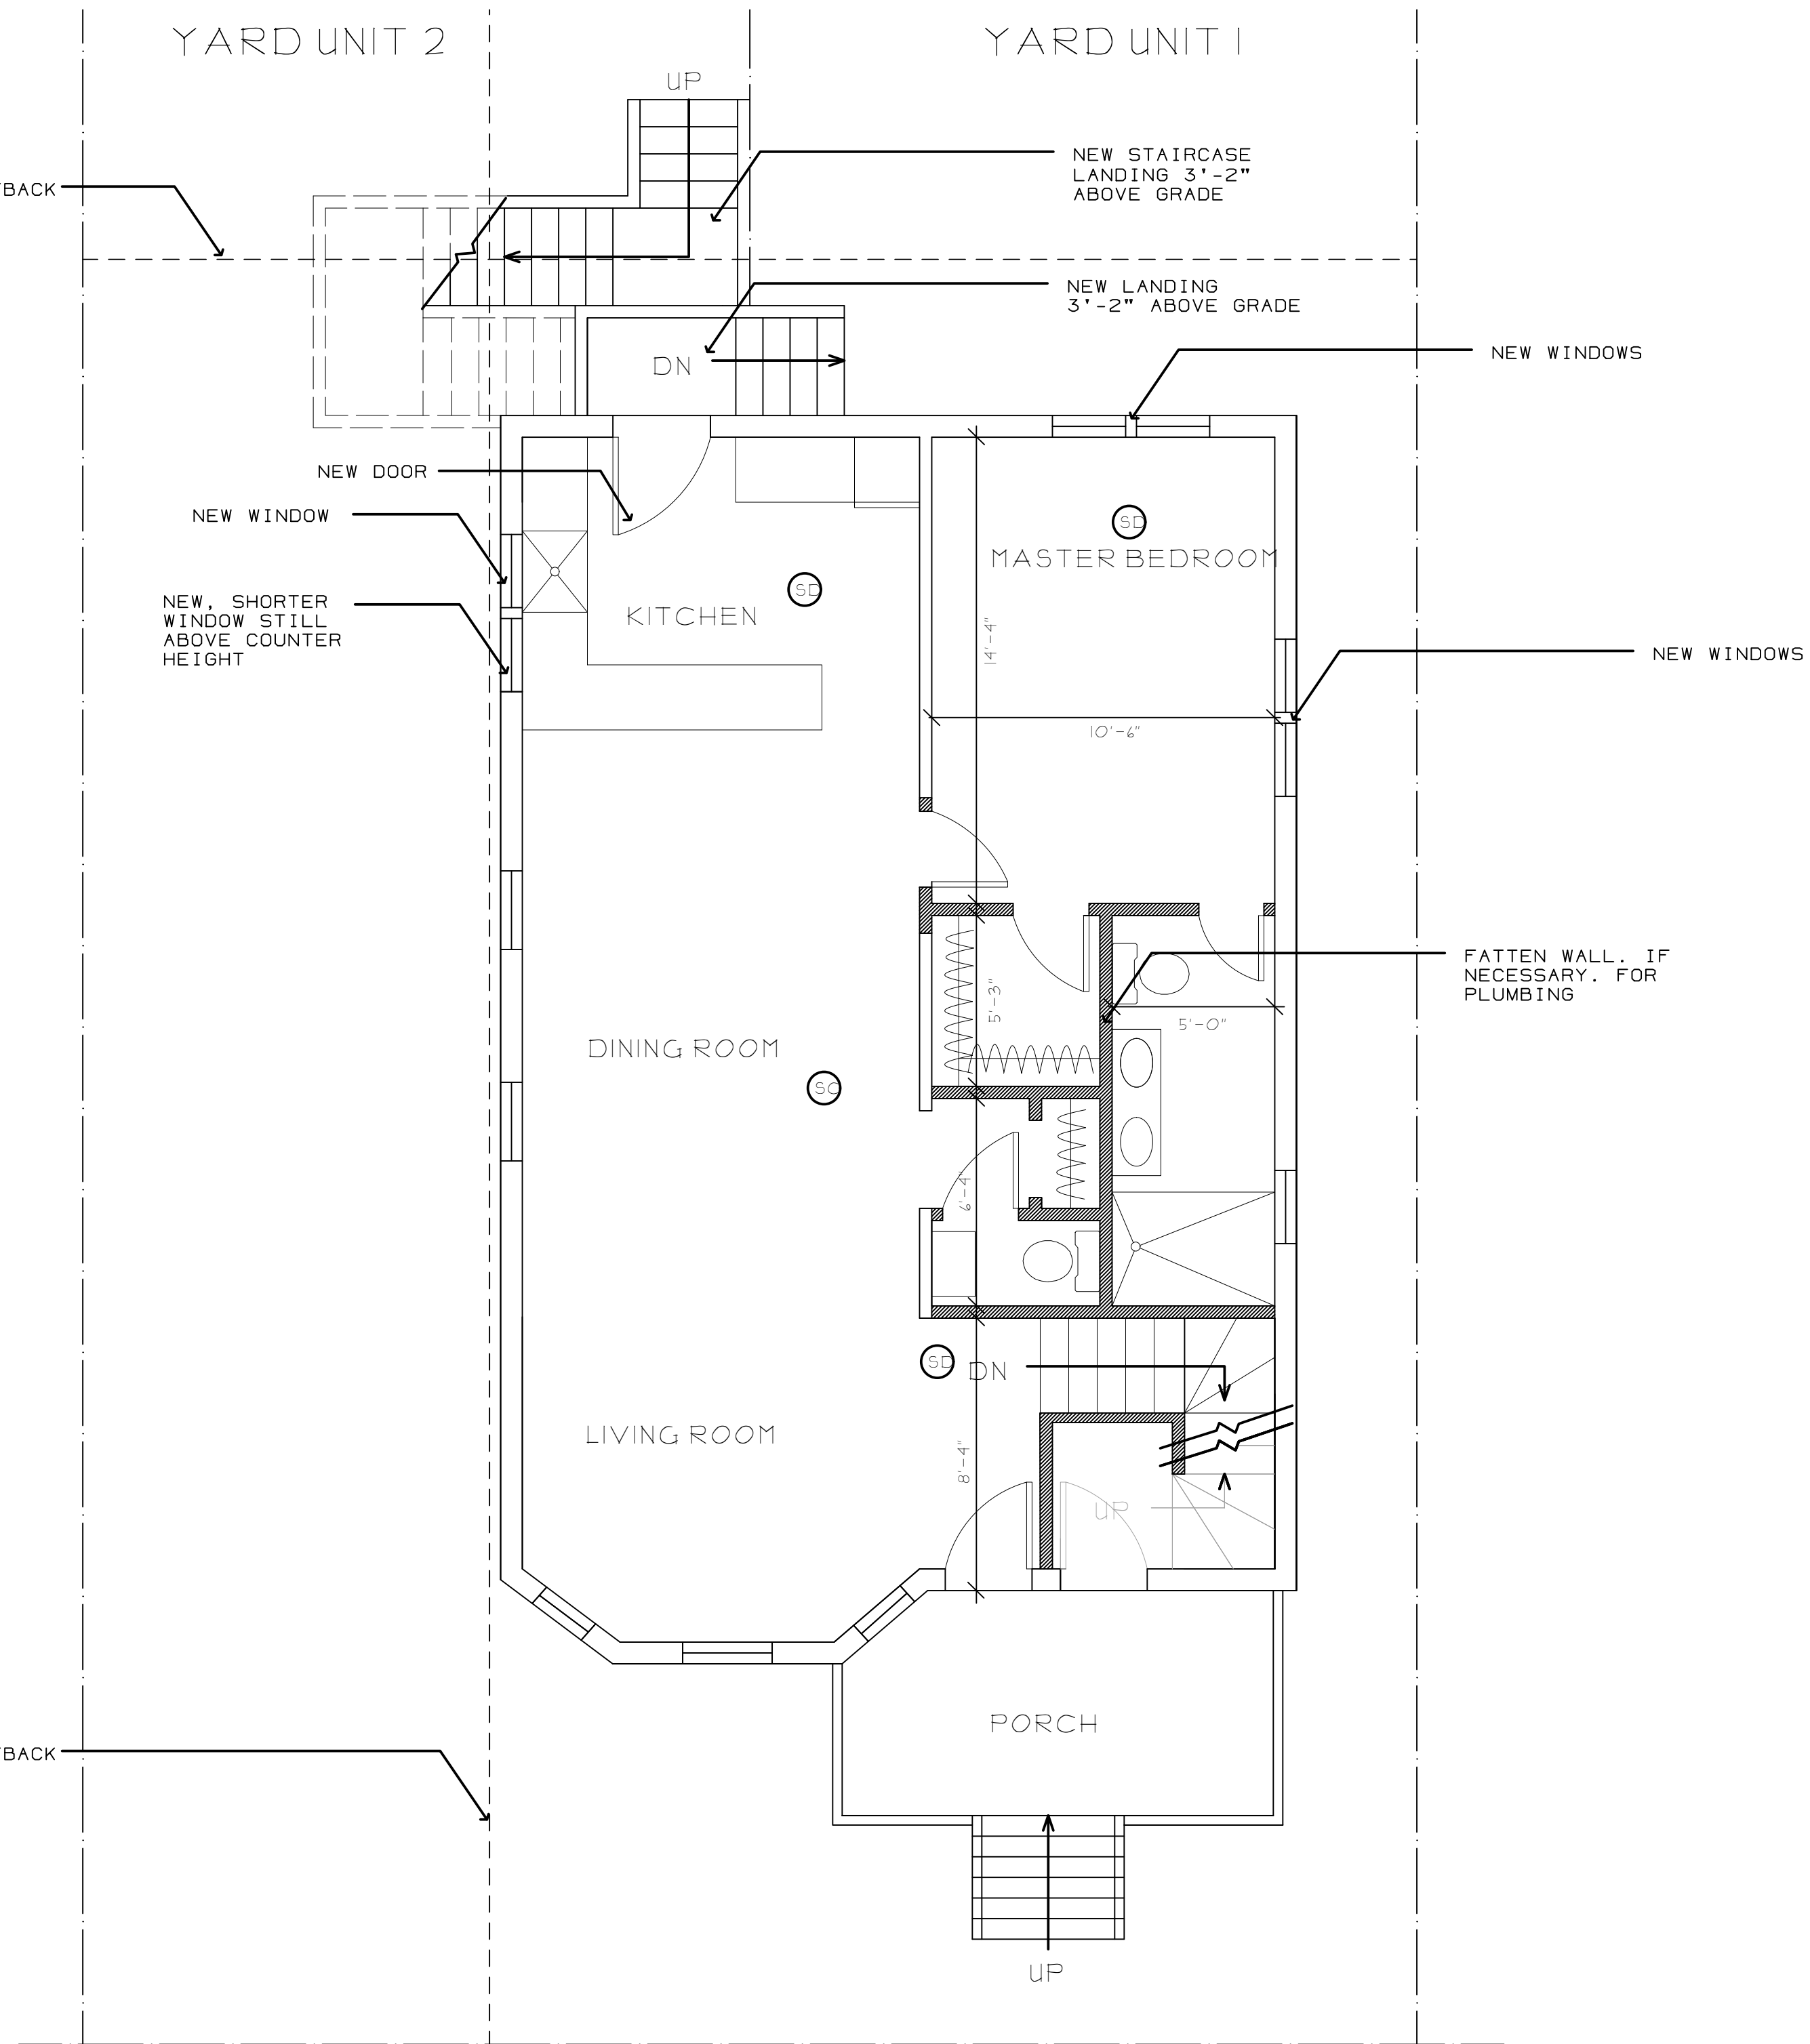 YARD UNIT 2
YARD UNIT 1
UP
NEW STAIRCASE
LANDING 3'-2"
ABOVE GRADE
TBACK
NEW LANDING
3'-2" ABOVE GRADE
NEW WINDOWS
DN
NEW DOOR
NEW WINDOW
SD
MASTER BEDROOM
SD
KITCHEN
NEW, SHORTER
WINDOW STILL
ABOVE COUNTER
HEIGHT
14'-4"
NEW WINDOWS
10'-6"
FATTEN WALL. IF
NECESSARY. FOR
PLUMBING
5'-3"
5'-0"
DINING ROOM
SC
6'-4"
SD
DN
LIVING ROOM
8'-4"
UP
PORCH
TBACK
UP